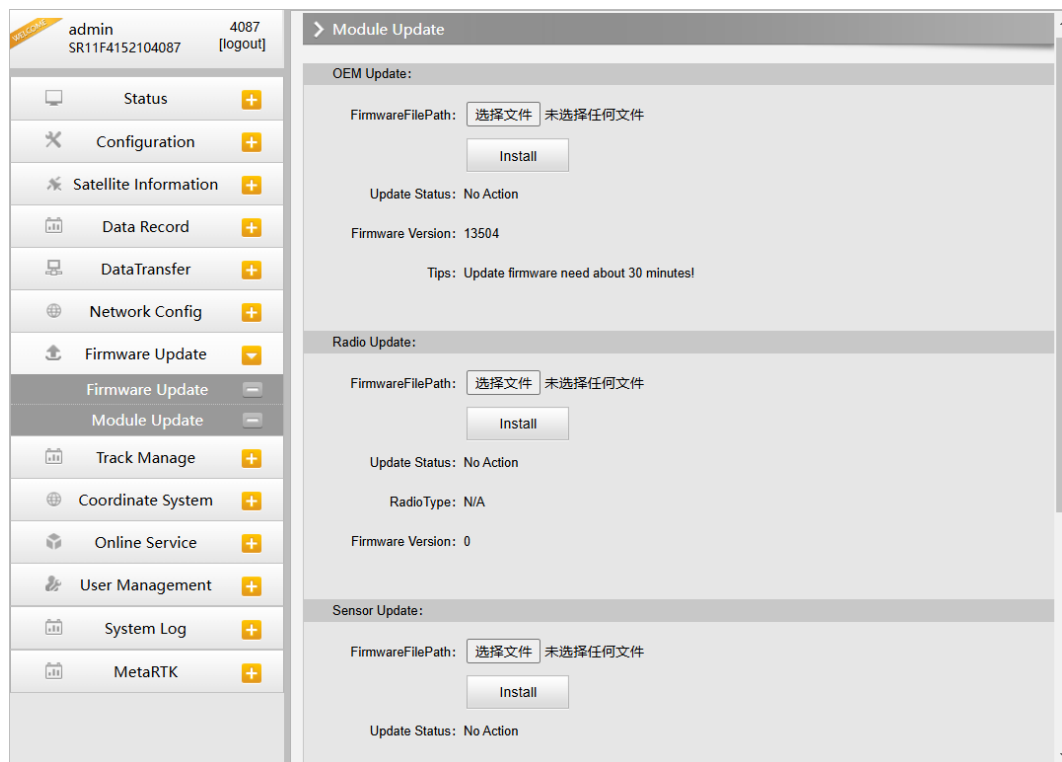 WELCOME
admin
4087
SR11F4152104087
[logout]
Status
Configuration
Satellite Information
Data Record
DataTransfer
Network Config
Firmware Update
Firmware Update
Module Update
Track Manage
Coordinate System
Online Service
User Management
System Log
MetaRTK
Module Update
OEM Update:
FirmwareFilePath: 选择文件 未选择任何文件
Install
Update Status: No Action
Firmware Version: 13504
Tips: Update firmware need about 30 minutes!
Radio Update:
FirmwareFilePath: 选择文件 未选择任何文件
Install
Update Status: No Action
RadioType: N/A
Firmware Version: 0
Sensor Update:
FirmwareFilePath: 选择文件 未选择任何文件
Install
Update Status: No Action